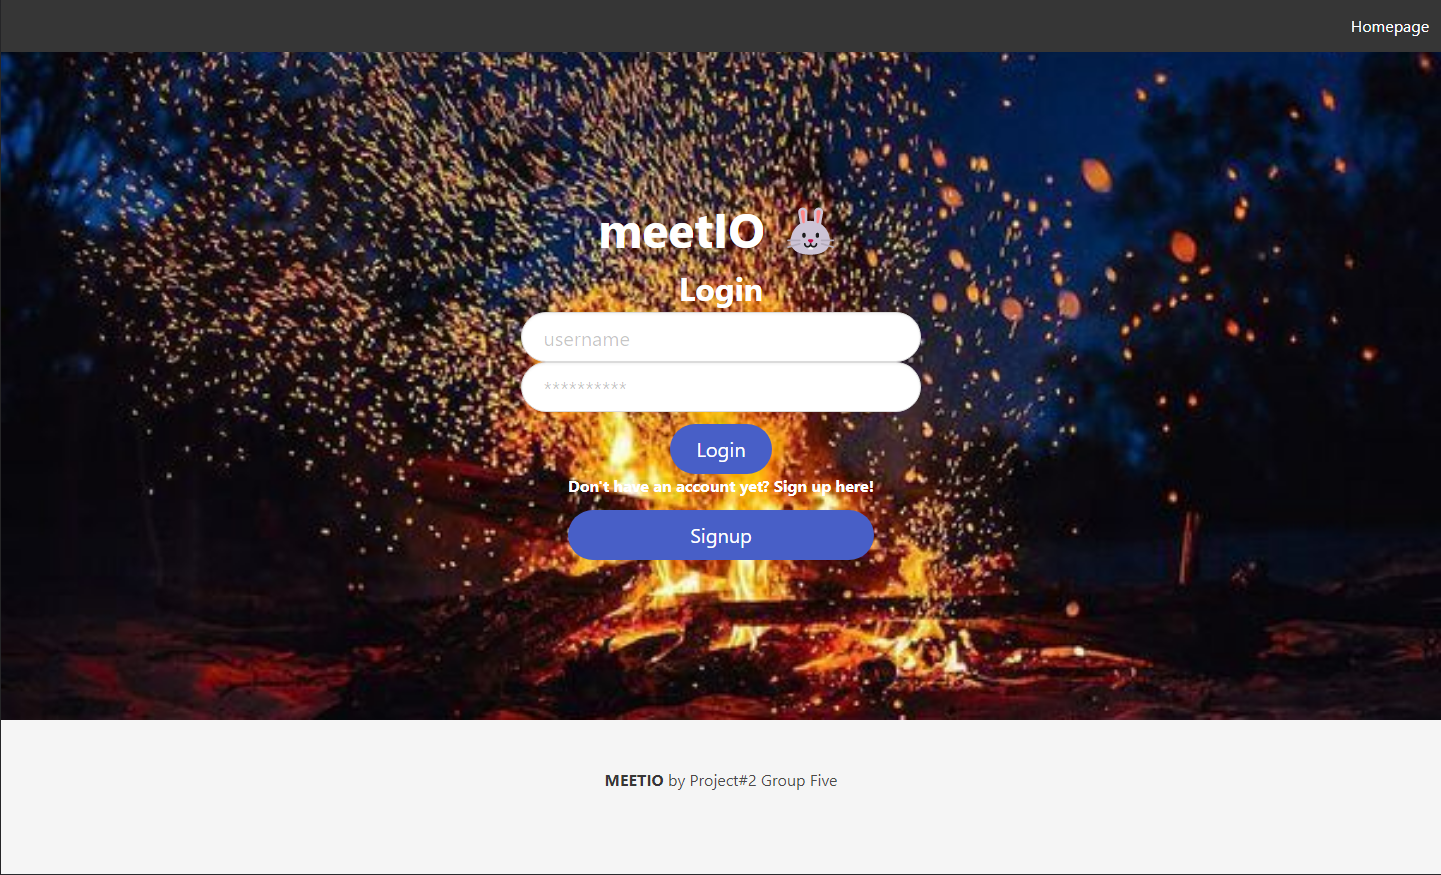 Homepage
meetIO
Login
username
**********
Login
Don't have an account yet? Sign up here!
Signup
MEETIO by Project#2 Group Five